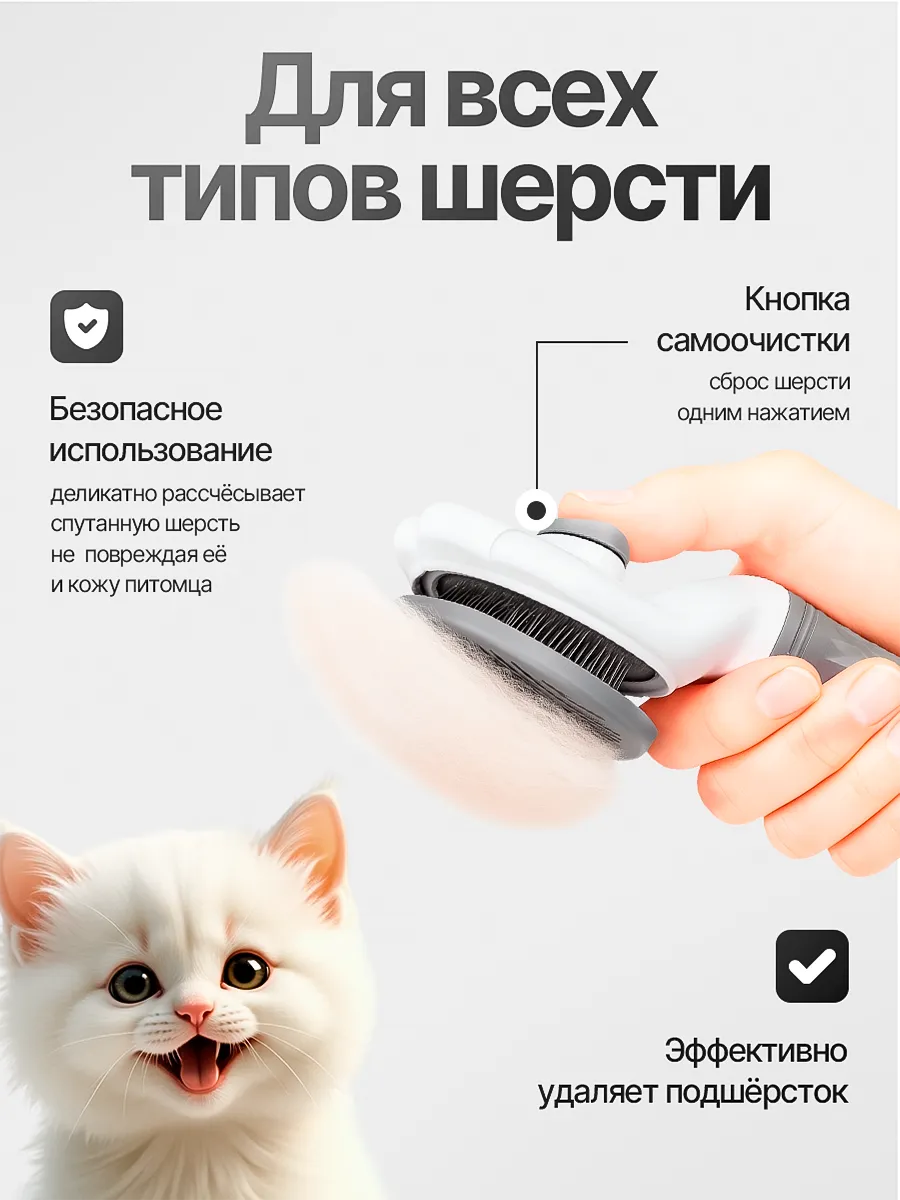 Для всех
типов шерсти
Безопасное
использование
деликатно рассчёсывает
спутанную шерсть
не повреждая её
и кожу питомца
Кнопка
самоочистки
сброс шерсти
одним нажатием
Эффективно
удаляет подшёрсток